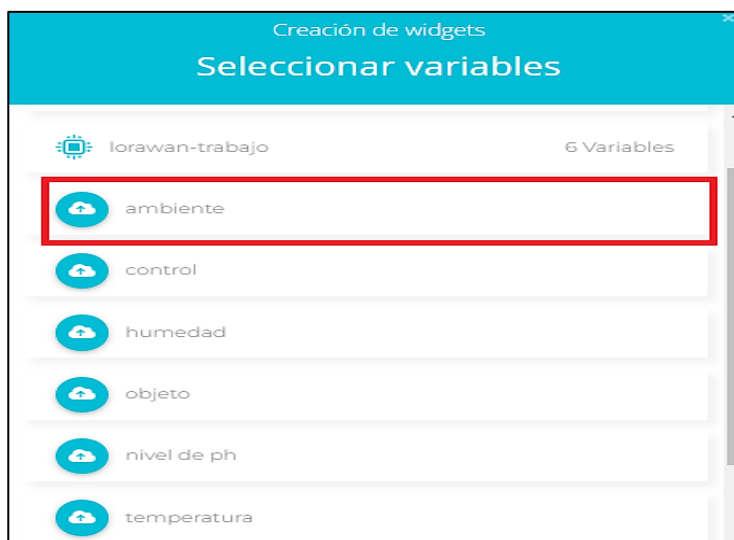 Creación de widgets
Seleccionar variables
lorawan-trabajo 6 Variables
ambiente
control
humedad
objeto
nivel de ph
temperatura